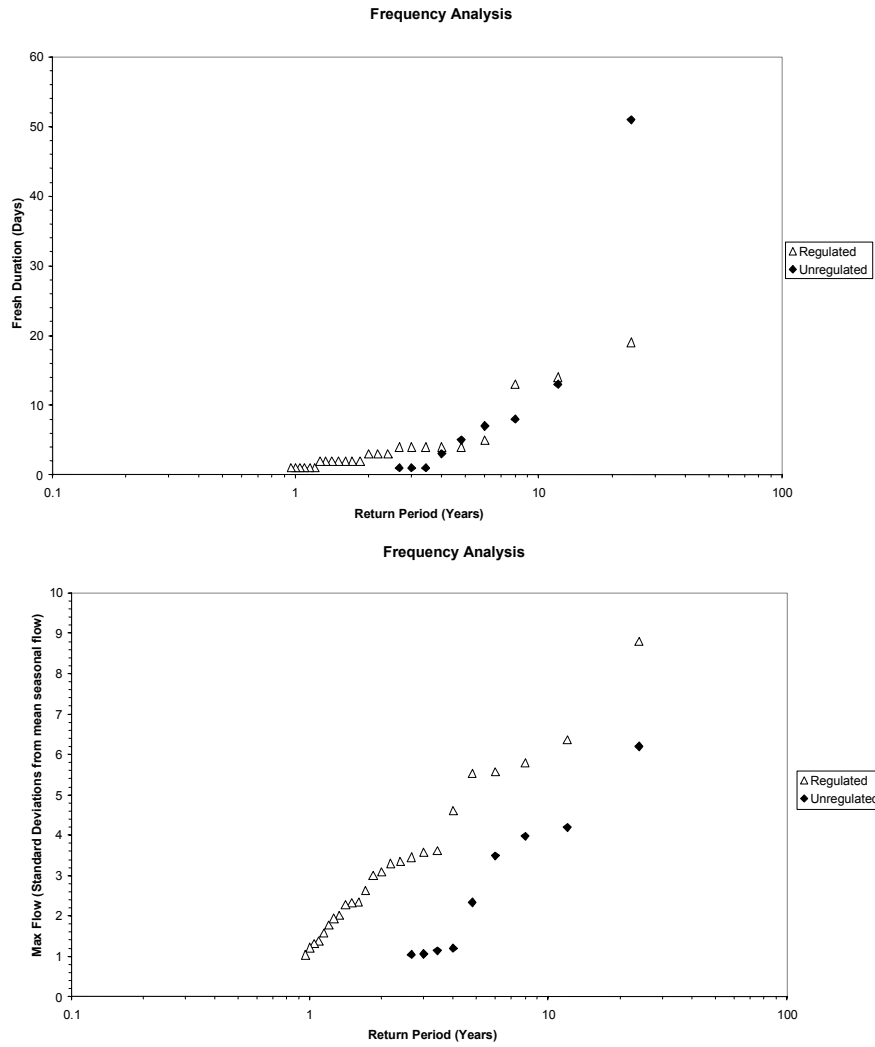 Frequency Analysis
60
50
40
30
20
10
0
0.1 1 10 100
Fresh Duration (Days)
Return Period (Years)
Regulated
Unregulated
Frequency Analysis
10
9
8
7
6
5
4
3
2
1
0
0.1 1 10 100
Max Flow (Standard Deviations from mean seasonal flow)
Return Period (Years)
Regulated
Unregulated